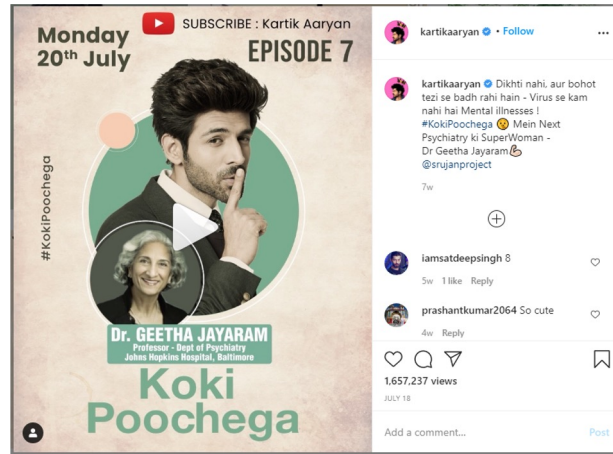 Monday
20th July
SUBSCRIBE : Kartik Aaryan
EPISODE 7
#KokiPoochega
Dr. GEETHA JAYARAM
Professor - Dept of Psychiatry
Johns Hopkins Hospital, Baltimore
Koki
Poochega
kartikaaryan • Follow
kartikaaryan Dikhti nahi, aur bohot
tezi se badh rahi hain - Virus se kam
nahi hai Mental illnesses !
#KokiPoochega 😗 Mein Next
Psychiatry ki SuperWoman -
Dr Geetha Jayaram💪🏻
@srujanproject
7w
iamsatdeepsingh 8
5w 1 like Reply
prashantkumar2064 So cute
4w Reply
1,657,237 views
JULY 18
Add a comment...
Post